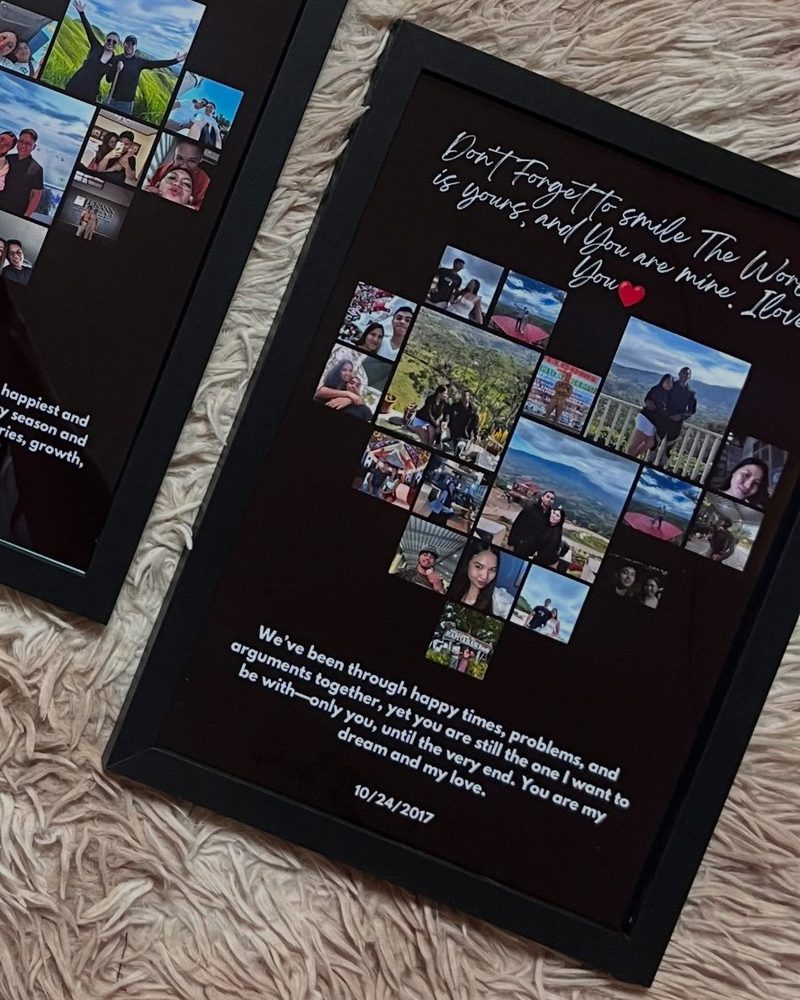 Don't Forget to smile The Wor
is yours, and You are mine. Ilove
You❤️
We've been through happy times, problems, and
arguments together, yet you are still the one I want to
be with—only you, until the very end. You are my
dream and my love.
10/24/2017
happiest and
y season and
ries, growth,